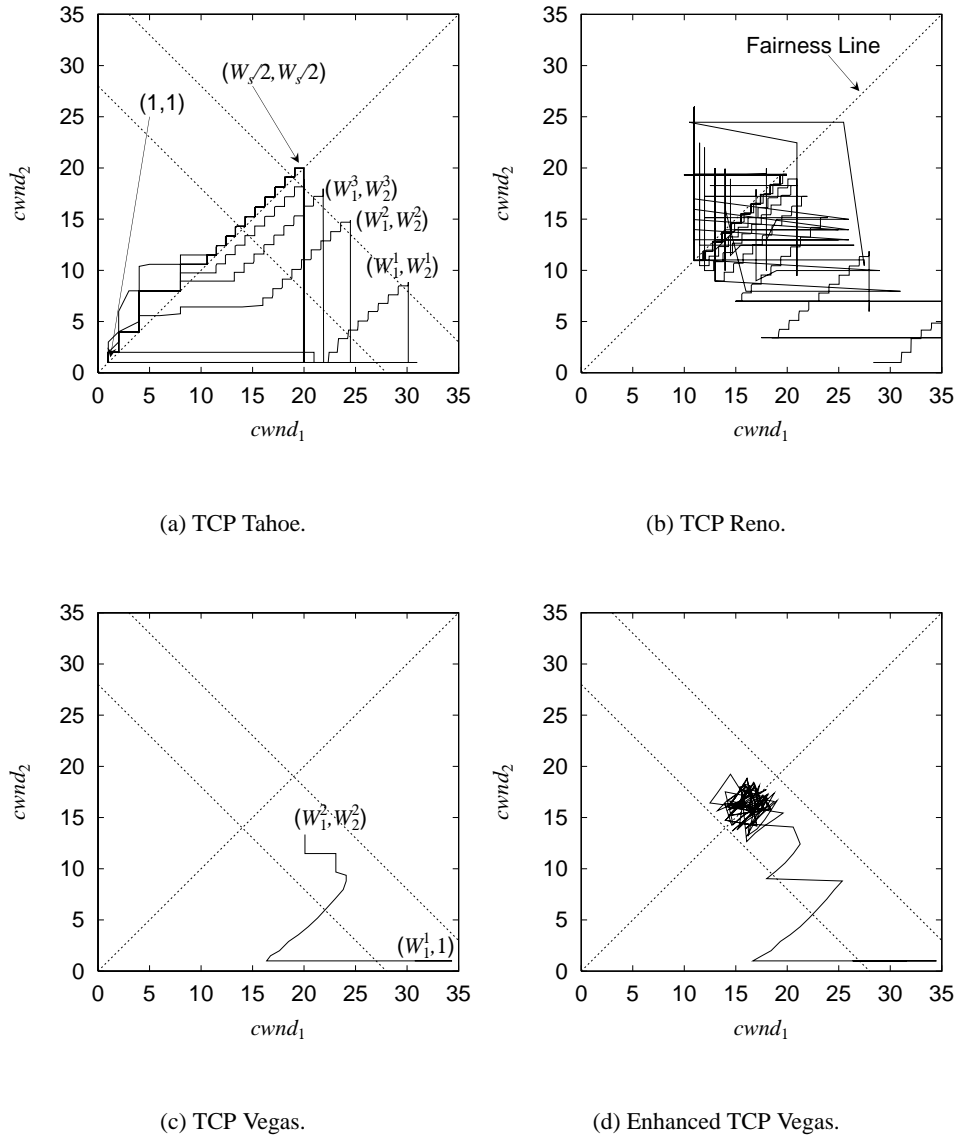 35
30
25
20
15
10
5
0
cwnd₂
(1,1)
(Wₛ/2,Wₛ/2)
(W₁³,W₂³)
(W₁²,W₂²)
(W₁¹,W₂¹)
0 5 10 15 20 25 30 35
cwnd₁
(a) TCP Tahoe.
35
30
25
20
15
10
5
0
cwnd₂
Fairness Line
0 5 10 15 20 25 30 35
cwnd₁
(b) TCP Reno.
35
30
25
20
15
10
5
0
cwnd₂
(W₁²,W₂²)
(W₁¹,1)
0 5 10 15 20 25 30 35
cwnd₁
(c) TCP Vegas.
35
30
25
20
15
10
5
0
cwnd₂
0 5 10 15 20 25 30 35
cwnd₁
(d) Enhanced TCP Vegas.